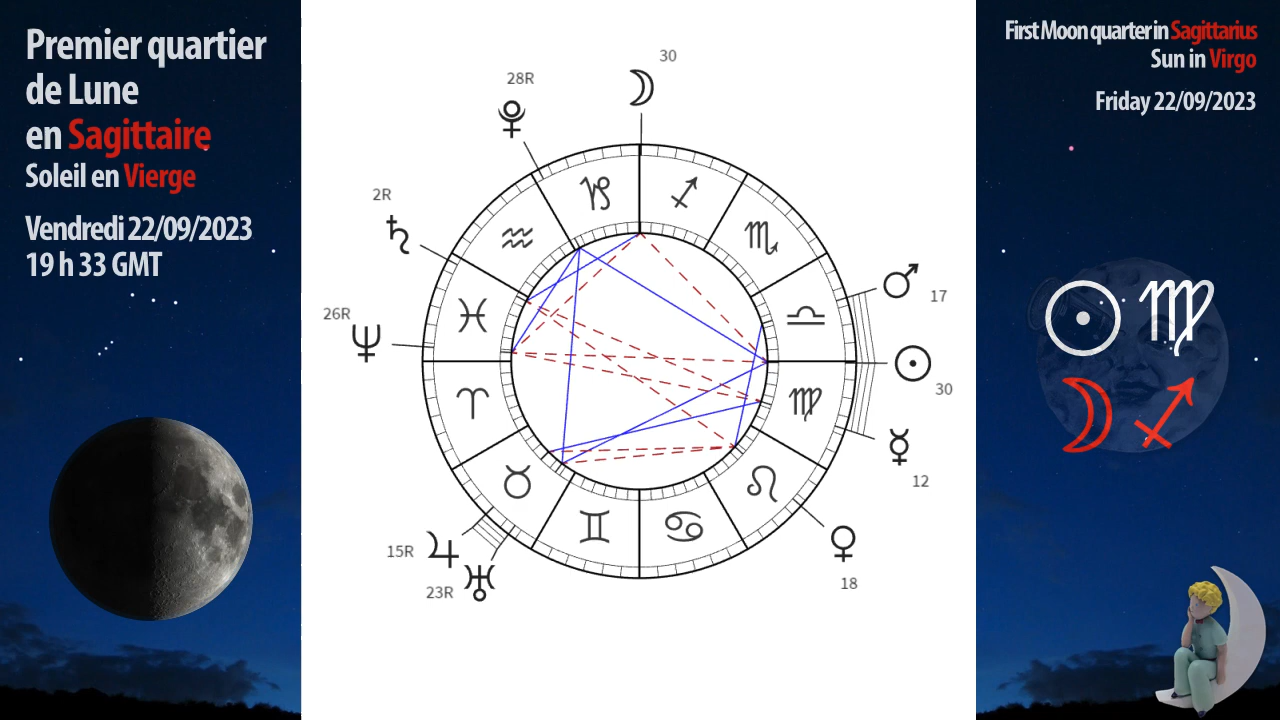 Premier quartier
de Lune
en Sagittaire
Soleil en Vierge
Vendredi 22/09/2023
19 h 33 GMT
30
28R
2R
26R
15R
23R
18
12
30
17
First Moon quarter in Sagittarius
Sun in Virgo
Friday 22/09/2023